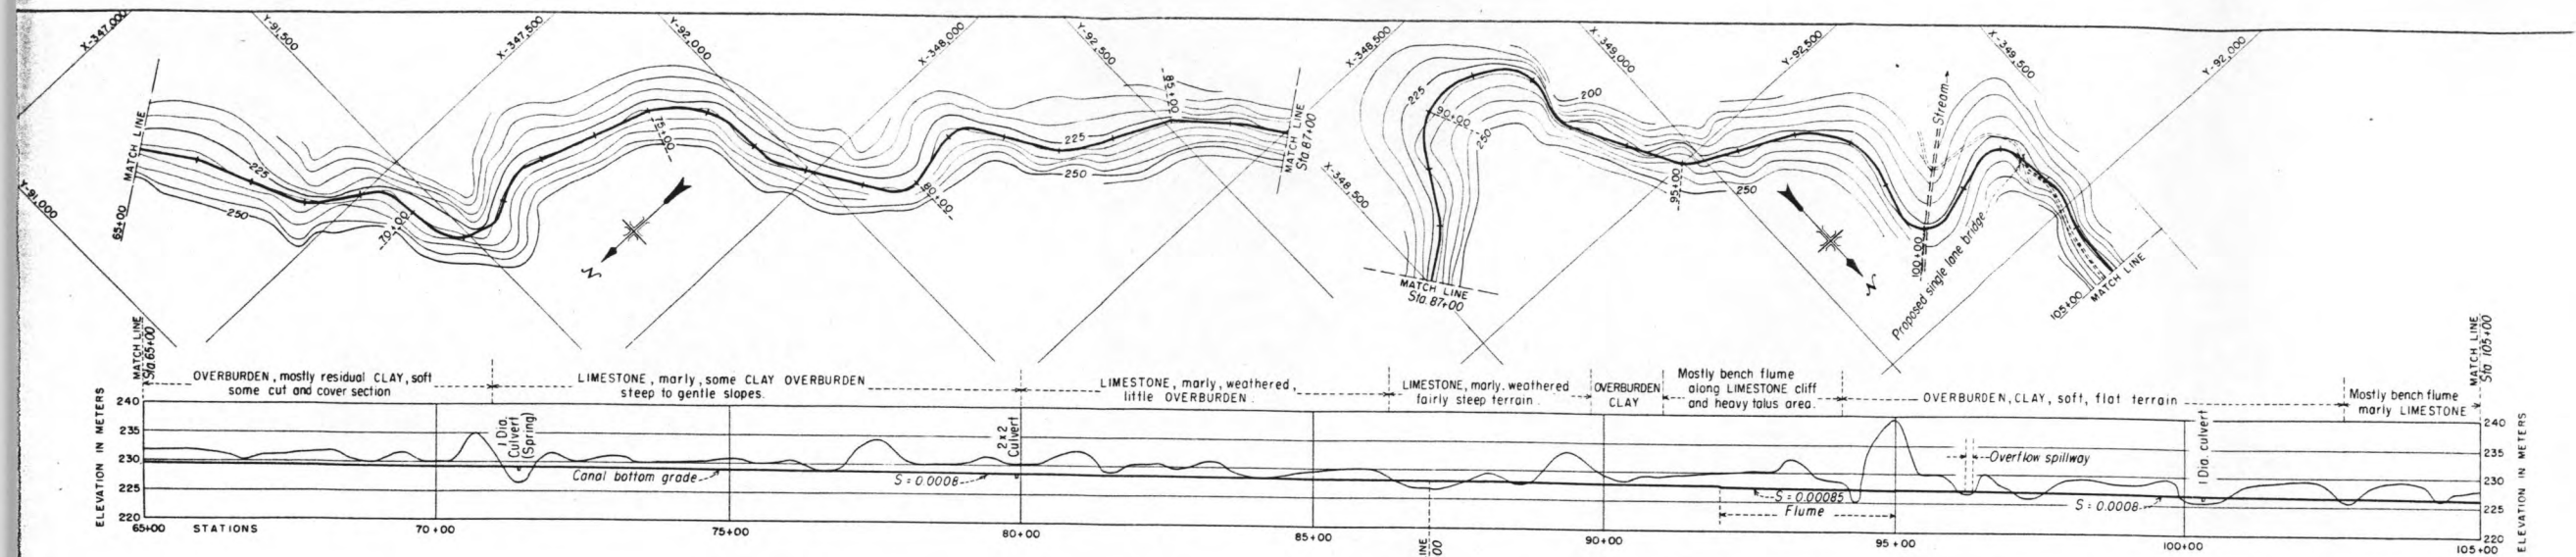 X-347,000
Y-91,500
X-347,500
Y-92,000
X-348,000
Y-92,500
X-348,500
X-349,000
Y-92,500
X-349,500
Y-92,000
Y-91,000
MATCH LINE
65+00
225
250
70+00
75+00
N
80+00
225
250
85+00
MATCH LINE
Sta. 87+00
X-348,500
225
90+00
250
200
MATCH LINE
Sta. 87+00
95+00
250
N
Stream
100+00
Proposed single lane bridge
105+00
MATCH LINE
MATCH LINE
Sta. 65+00
OVERBURDEN, mostly residual CLAY, soft
some cut and cover section
LIMESTONE, marly, some CLAY OVERBURDEN
steep to gentle slopes.
LIMESTONE, marly, weathered,
little OVERBURDEN.
LIMESTONE, marly. weathered
fairly steep terrain.
OVERBURDEN
CLAY
Mostly bench flume
along LIMESTONE cliff
and heavy talus area.
OVERBURDEN, CLAY, soft, flat terrain
Mostly bench flume
marly LIMESTONE
MATCH LINE
Sta 105+00
ELEVATION IN METERS
240
235
230
225
220
1 Dia.
Culvert
(Spring)
Canal bottom grade
S = 0.0008
2 x 2
Culvert
S = 0.00085
Flume
Overflow spillway
S = 0.0008
1 Dia. culvert
240
235
230
225
220
ELEVATION IN METERS
65+00
STATIONS
70+00
75+00
80+00
85+00
90+00
95+00
100+00
105+00